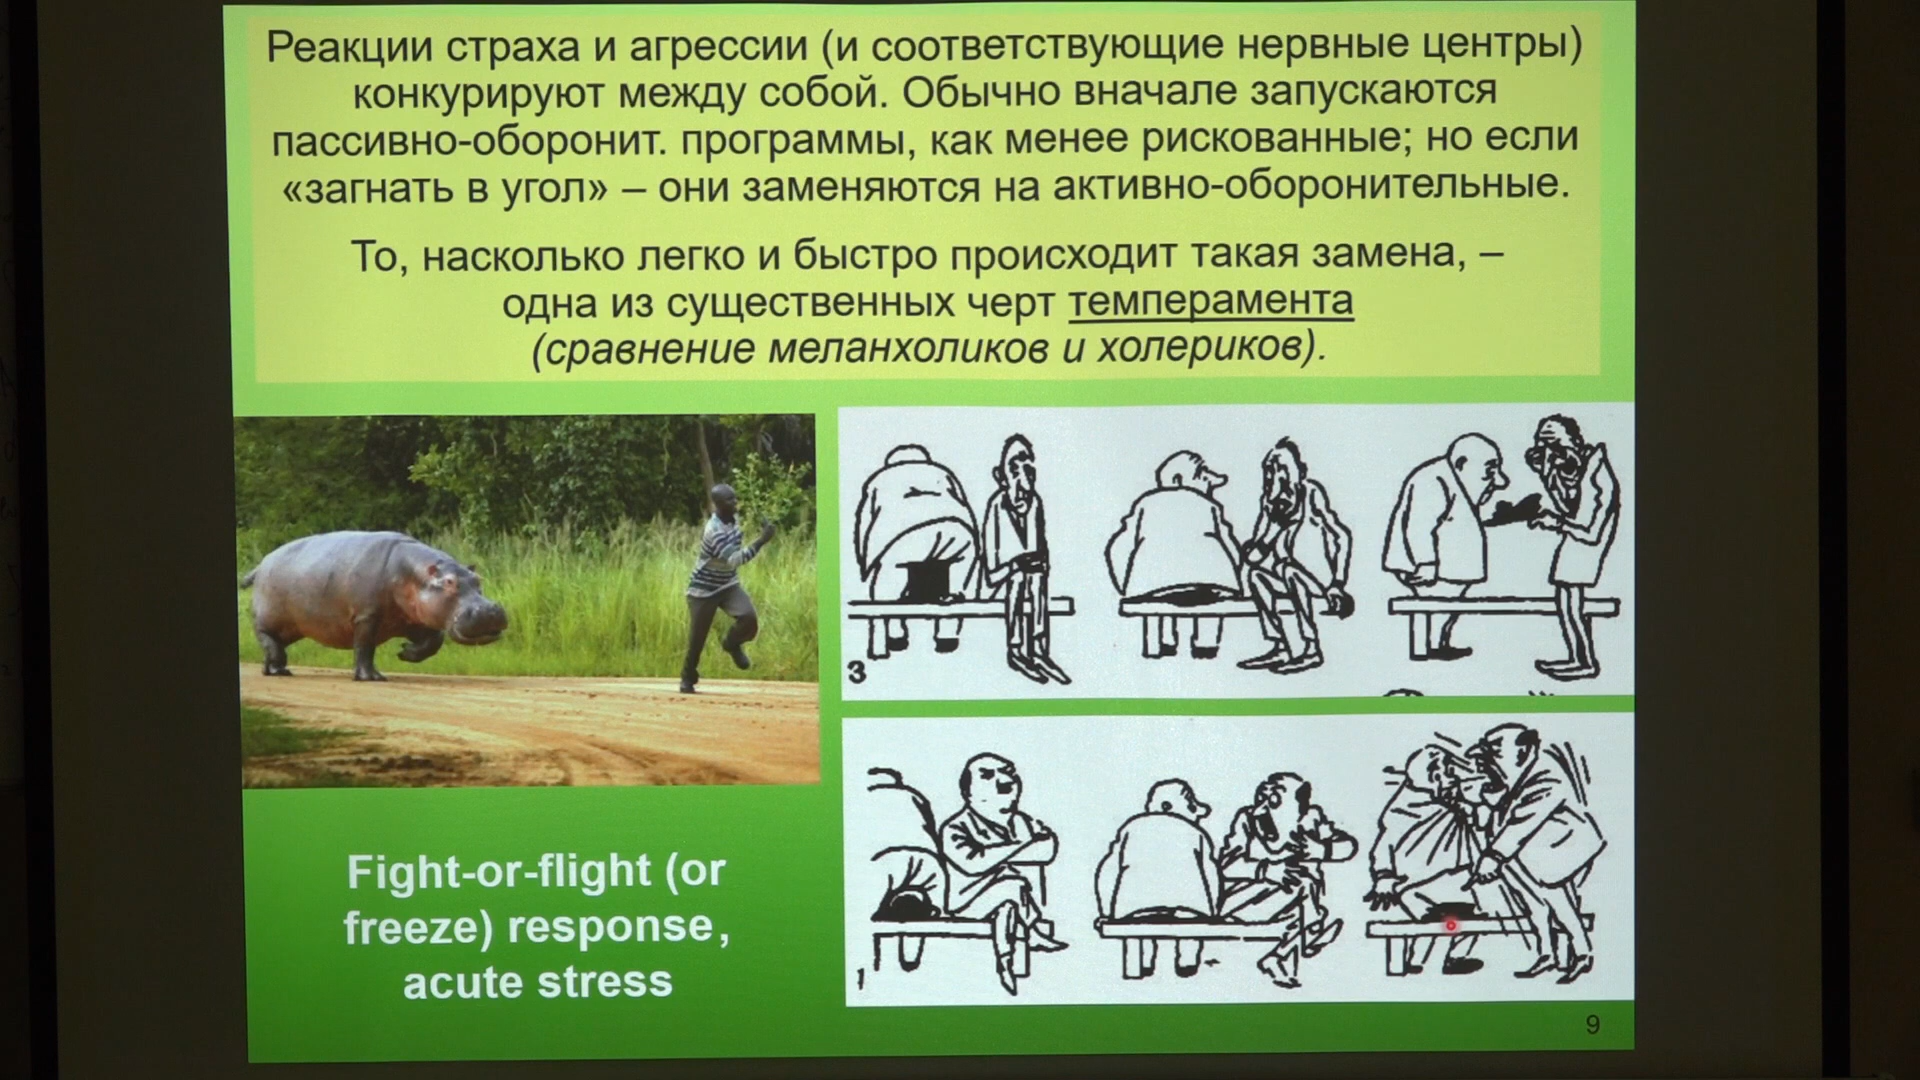 Реакции страха и агрессии (и соответствующие нервные центры)
конкурируют между собой. Обычно вначале запускаются
пассивно-оборонит. программы, как менее рискованные; но если
«загнать в угол» – они заменяются на активно-оборонительные.
То, насколько легко и быстро происходит такая замена, –
одна из существенных черт темперамента
(сравнение меланхоликов и холериков).
3
1
Fight-or-flight (or
freeze) response,
acute stress
9